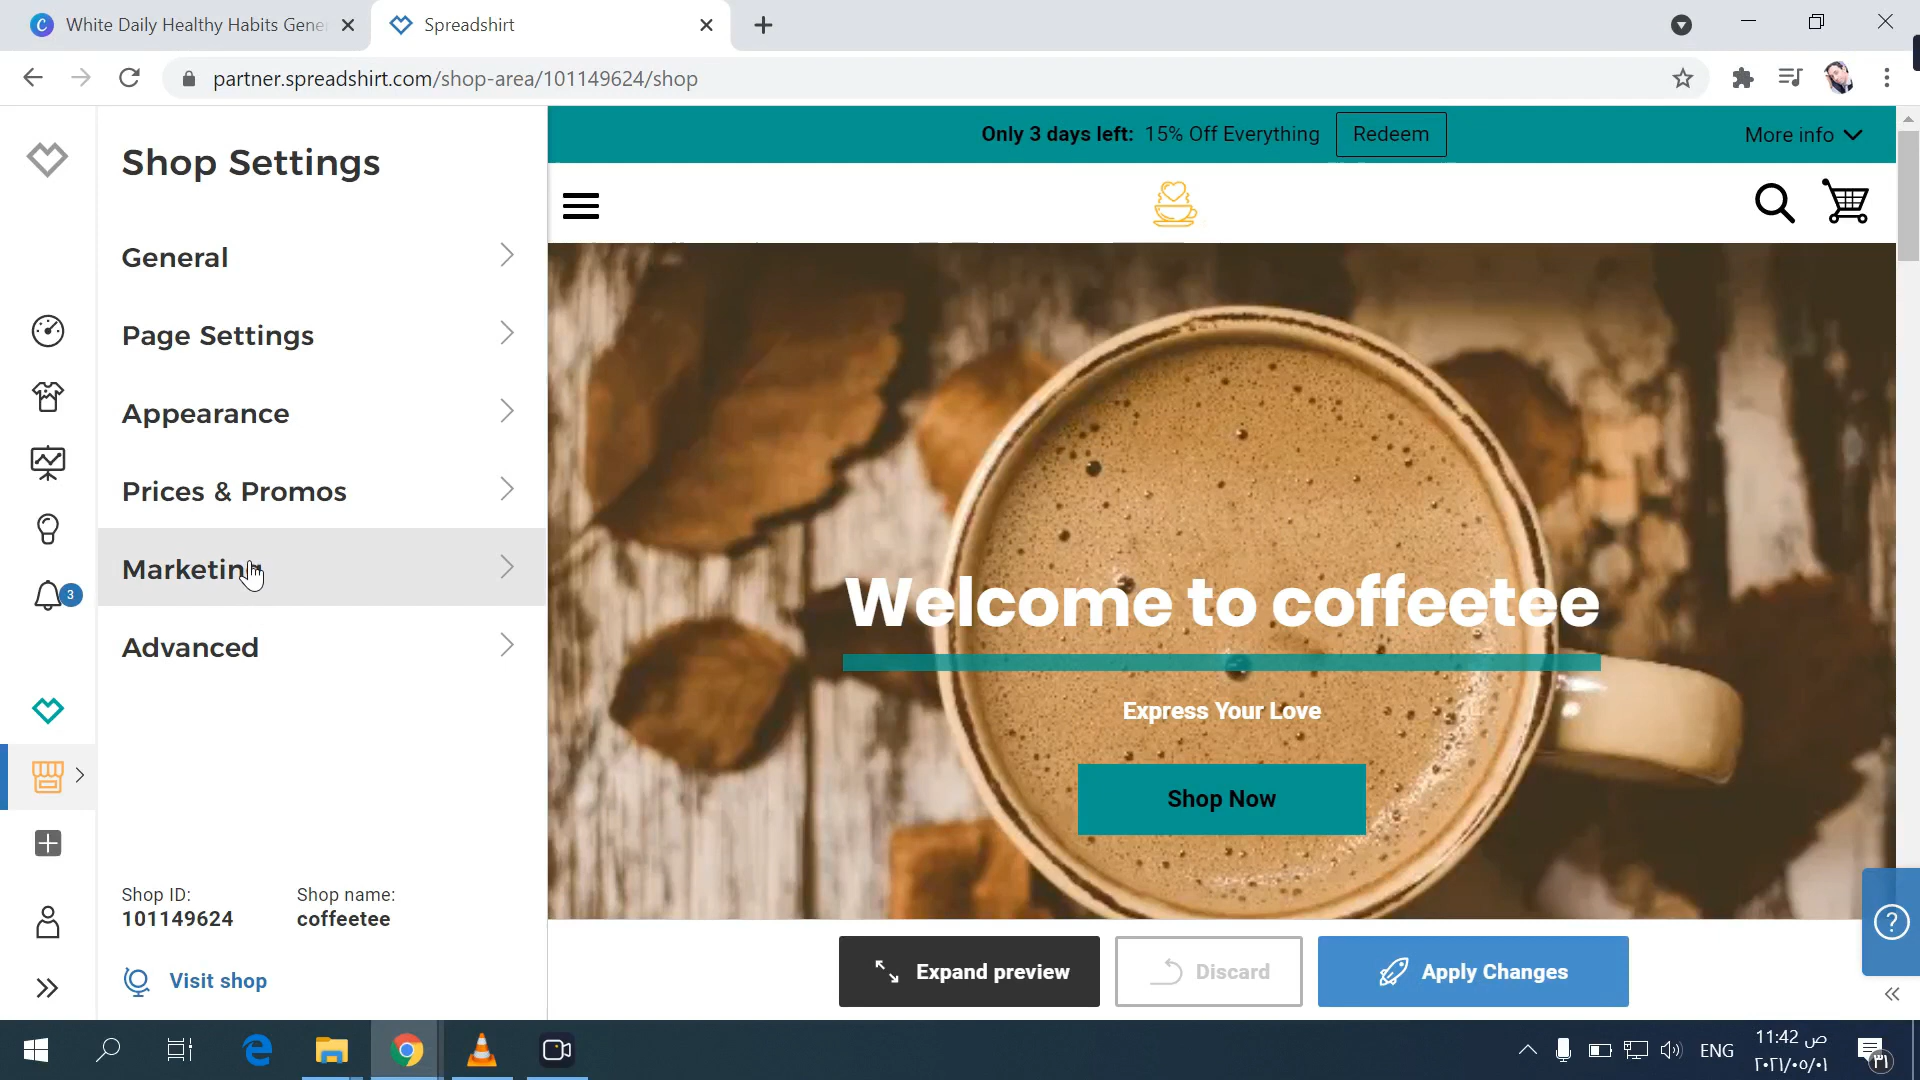 White Daily Healthy Habits Gene
Spreadshirt
partner.spreadshirt.com/shop-area/101149624/shop
Shop Settings
General
Page Settings
Appearance
Prices & Promos
Marketing
Advanced
3
Shop ID:
101149624
Shop name:
coffeetee
Visit shop
Only 3 days left: 15% Off Everything
Redeem
More info
Welcome to coffeetee
Express Your Love
Shop Now
Expand preview
Discard
Apply Changes
ENG
11:42 ص
٢٠٢١/٠٥/٠١
٣١